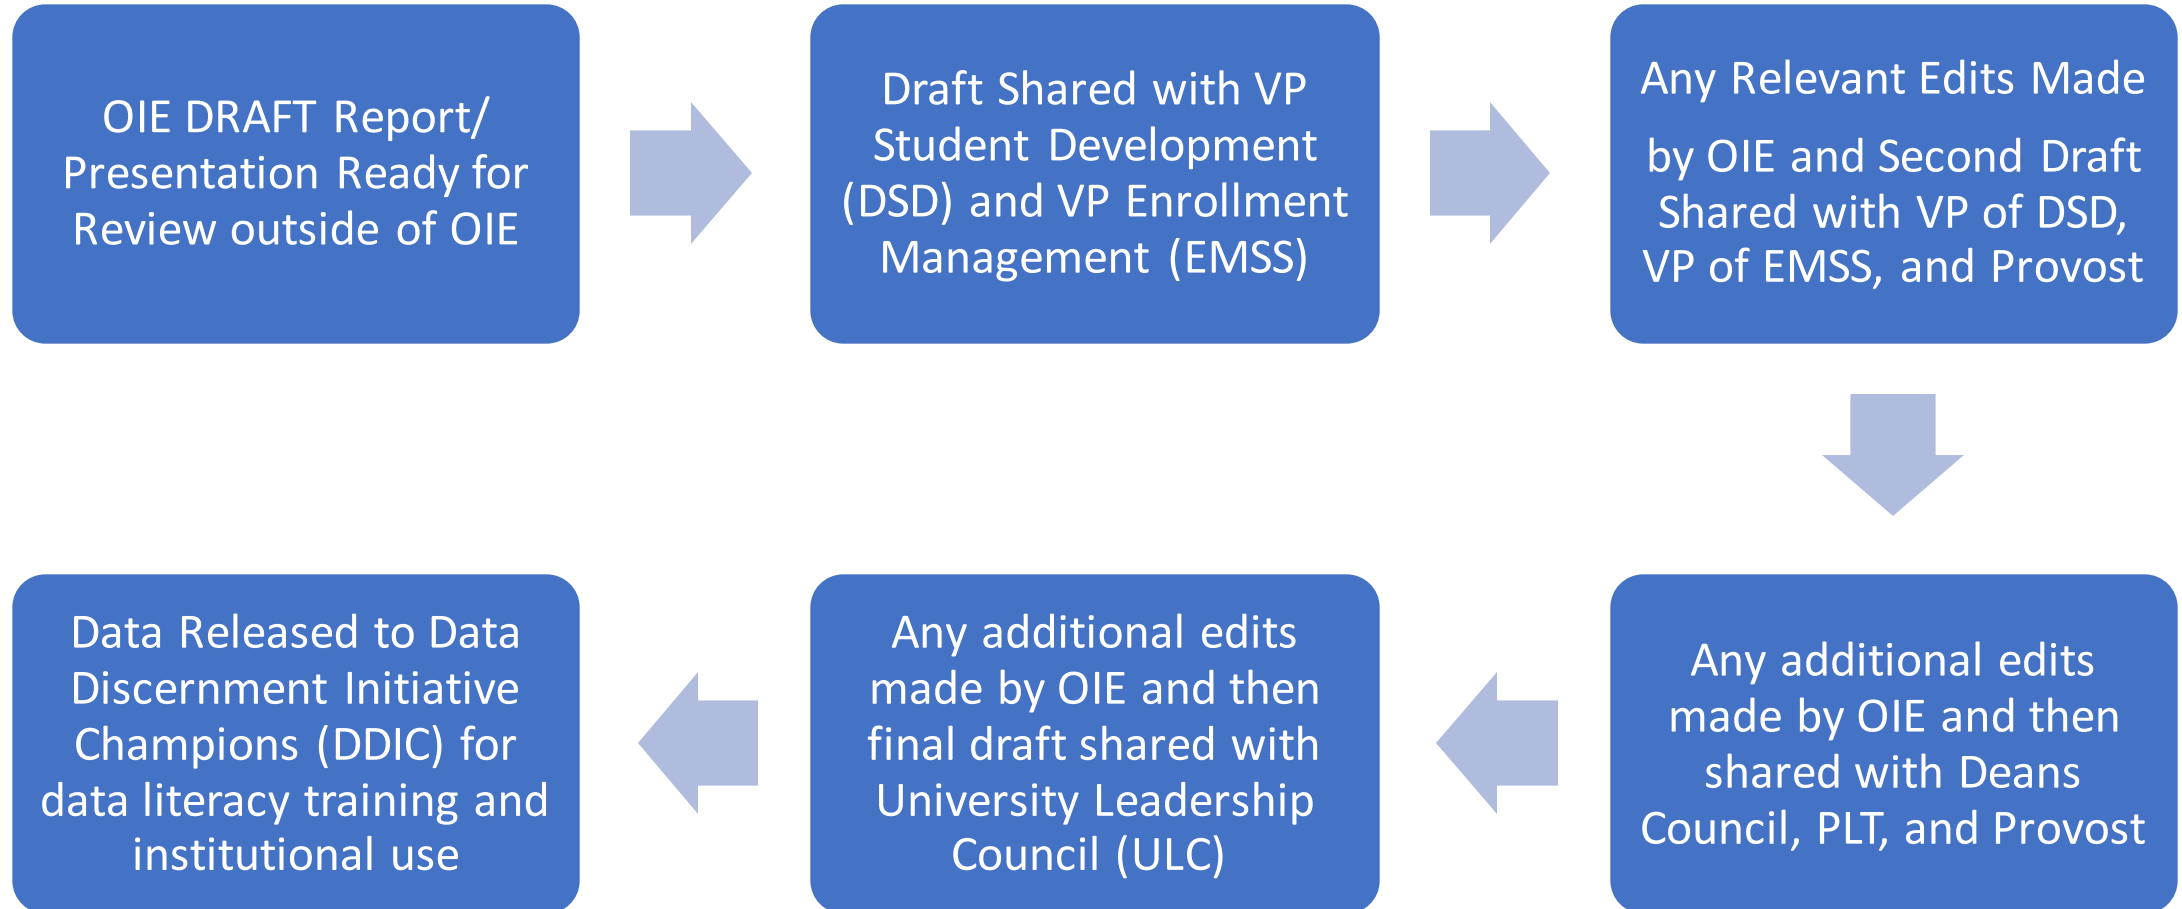 OIE DRAFT Report/
Presentation Ready for
Review outside of OIE
Draft Shared with VP
Student Development
(DSD) and VP Enrollment
Management (EMSS)
Any Relevant Edits Made
by OIE and Second Draft
Shared with VP of DSD,
VP of EMSS, and Provost
Any additional edits
made by OIE and then
shared with Deans
Council, PLT, and Provost
Any additional edits
made by OIE and then
final draft shared with
University Leadership
Council (ULC)
Data Released to Data
Discernment Initiative
Champions (DDIC) for
data literacy training and
institutional use